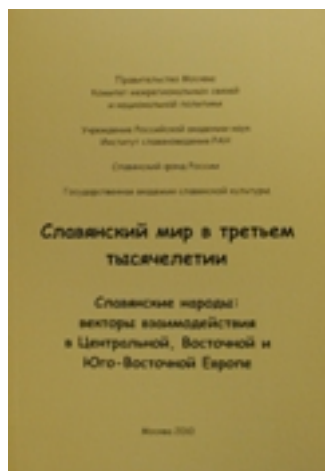 Правительство Москвы
Комитет межрегиональных связей
и национальной политики
Учреждение Российской академии наук
Институт славяноведения РАН
Славянский фонд России
Государственная академия славянской культуры
Славянский мир в третьем
тысячелетии
Славянские народы:
векторы взаимодействия
в Центральной, Восточной и
Юго-Восточной Европе
Москва 2010